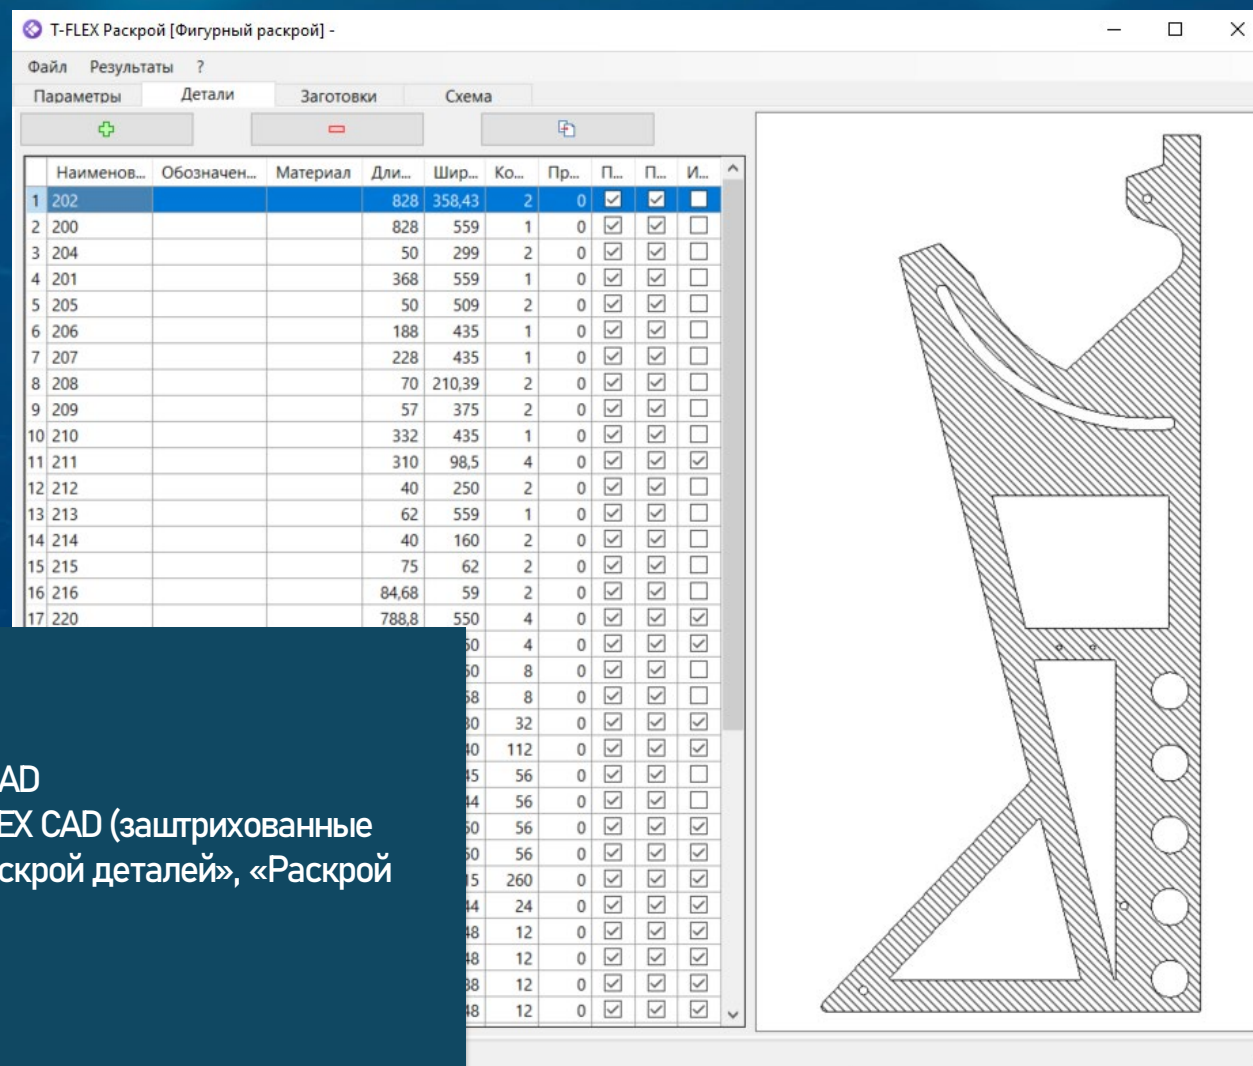 T-FLEX Раскрой [Фигурный раскрой] -
Файл Результаты ?
Параметры Детали Заготовки Схема
Наименов... Обозначен... Материал Дли... Шир... Ко... Пр... П... П... И...
1 202 828 358,43 2 0
2 200 828 559 1 0
3 204 50 299 2 0
4 201 368 559 1 0
5 205 50 509 2 0
6 206 188 435 1 0
7 207 228 435 1 0
8 208 70 210,39 2 0
9 209 57 375 2 0
10 210 332 435 1 0
11 211 310 98,5 4 0
12 212 40 250 2 0
13 213 62 559 1 0
14 214 40 160 2 0
15 215 75 62 2 0
16 216 84,68 59 2 0
17 220 788,8 550 4 0
4 0
8 0
8 0
32 0
112 0
56 0
56 0
56 0
56 0
260 0
24 0
12 0
12 0
12 0
12 0
AD
EX CAD (заштрихованные
скрой деталей», «Раскрой